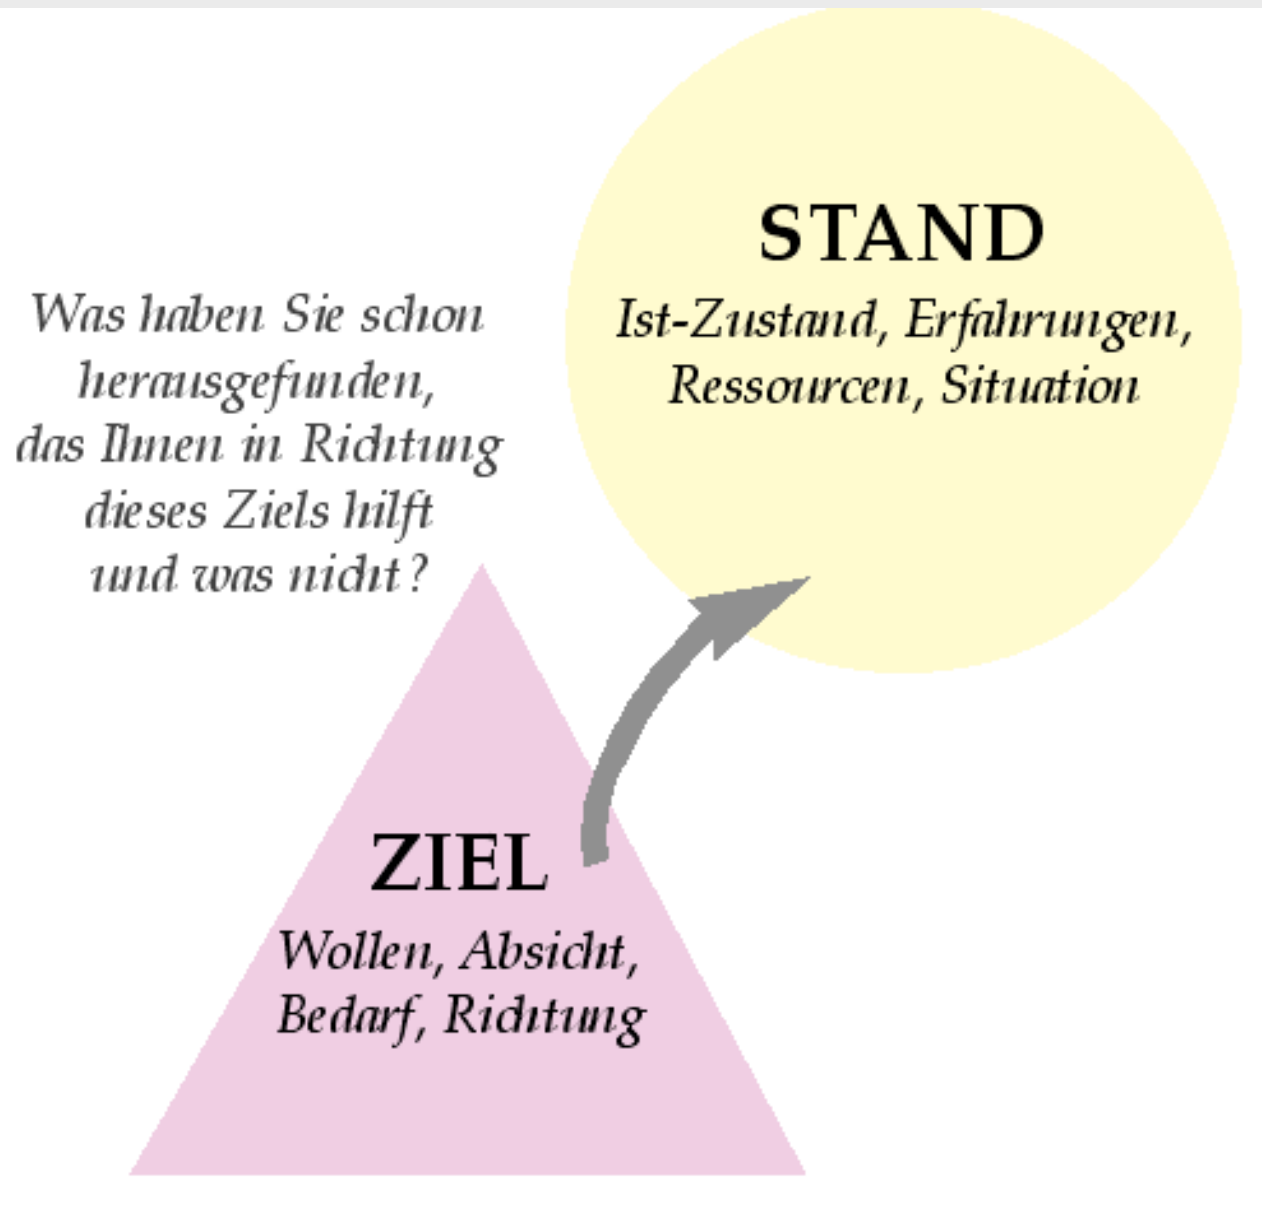 STAND
Ist-Zustand, Erfahrungen,
Ressourcen, Situation
Was haben Sie schon
herausgefunden,
das Ihnen in Richtung
dieses Ziels hilft
und was nicht?
ZIEL
Wollen, Absicht,
Bedarf, Richtung